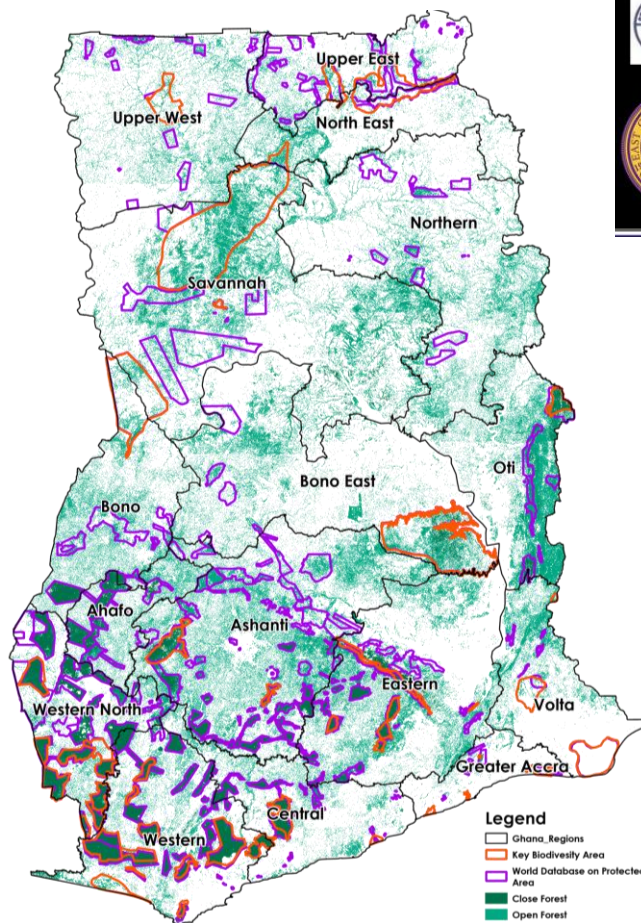 Upper East
Upper West
North East
EAST
Northern
Savannah
Oti
Bono East
Bono
Ahafo
Ashanti
Eastern
Western North
Volta
Greater Accra
Central
Western
Legend
Ghana_Regions
Key Biodivesity Area
World Database on Protected
Area
Close Forest
Open Forest